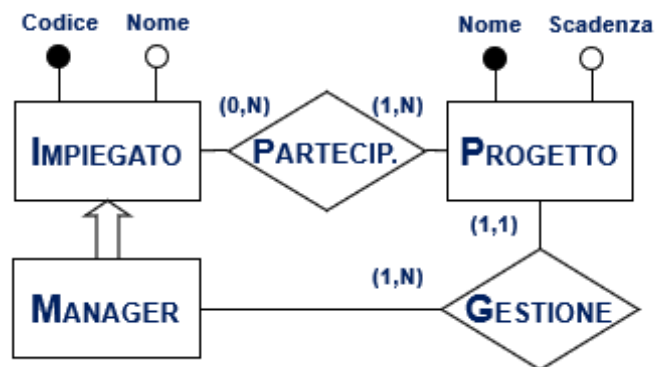 Codice Nome
Nome Scadenza
(0,N) (1,N)
IMPIEGATO PARTECIP. PROGETTO
(1,1)
(1,N)
MANAGER GESTIONE